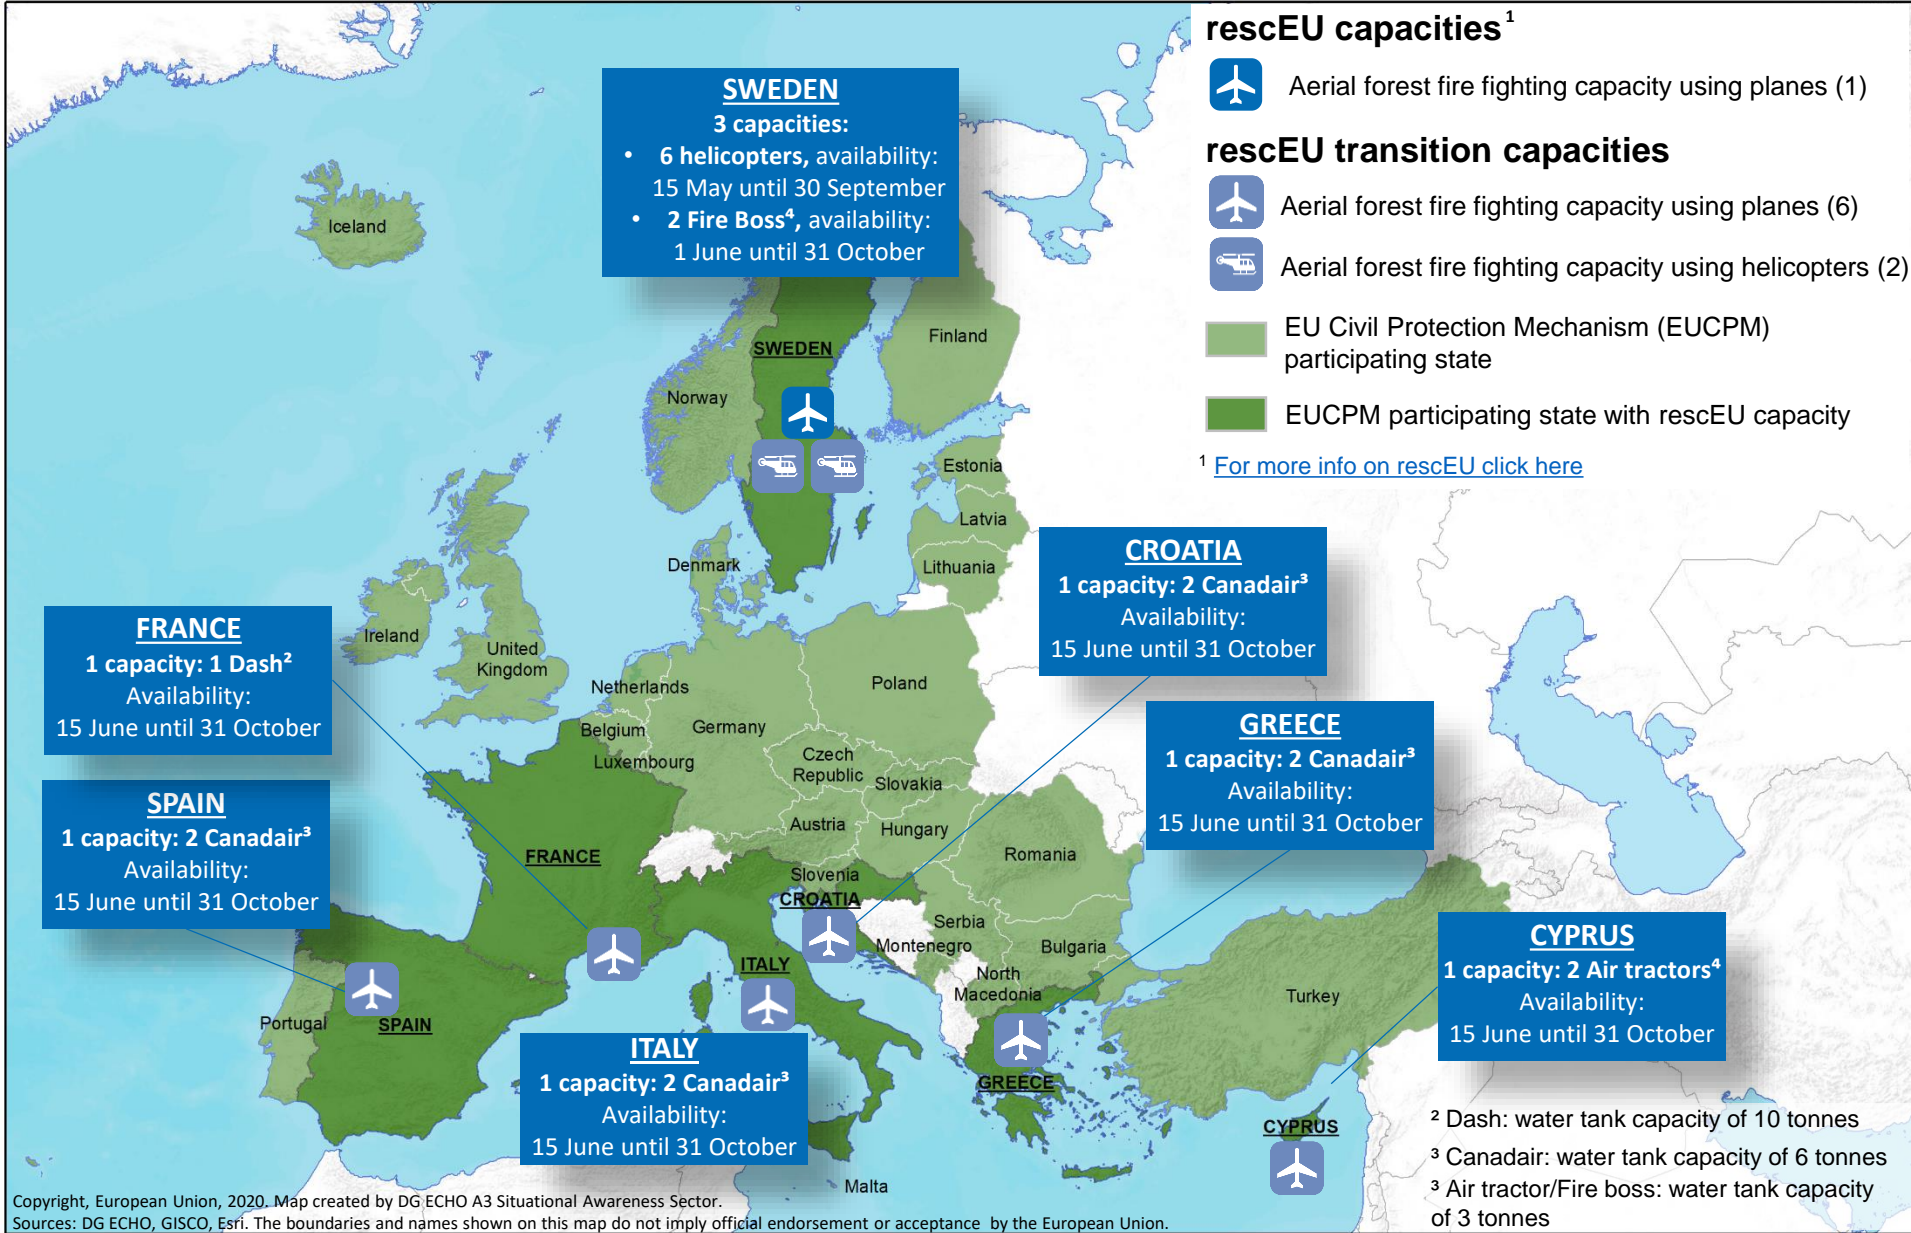 rescEU capacities¹
Aerial forest fire fighting capacity using planes (1)
rescEU transition capacities
Aerial forest fire fighting capacity using planes (6)
Aerial forest fire fighting capacity using helicopters (2)
EU Civil Protection Mechanism (EUCPM)
participating state
EUCPM participating state with rescEU capacity
¹ For more info on rescEU click here
SWEDEN
3 capacities:
• 6 helicopters, availability:
15 May until 30 September
• 2 Fire Boss⁴, availability:
1 June until 31 October
Iceland
Finland
SWEDEN
Norway
Estonia
Latvia
Lithuania
Denmark
CROATIA
1 capacity: 2 Canadair³
Availability:
15 June until 31 October
FRANCE
1 capacity: 1 Dash²
Availability:
15 June until 31 October
Ireland
United
Kingdom
Netherlands
Poland
Belgium
Germany
Luxembourg
Czech
Republic
Slovakia
GREECE
1 capacity: 2 Canadair³
Availability:
15 June until 31 October
SPAIN
1 capacity: 2 Canadair³
Availability:
15 June until 31 October
Austria
Hungary
FRANCE
Romania
Slovenia
CROATIA
Serbia
Montenegro
Bulgaria
ITALY
North
Macedonia
Turkey
CYPRUS
1 capacity: 2 Air tractors⁴
Availability:
15 June until 31 October
Portugal
SPAIN
ITALY
1 capacity: 2 Canadair³
Availability:
15 June until 31 October
GREECE
CYPRUS
Malta
² Dash: water tank capacity of 10 tonnes
³ Canadair: water tank capacity of 6 tonnes
³ Air tractor/Fire boss: water tank capacity
of 3 tonnes
Copyright, European Union, 2020. Map created by DG ECHO A3 Situational Awareness Sector.
Sources: DG ECHO, GISCO, Esri. The boundaries and names shown on this map do not imply official endorsement or acceptance by the European Union.